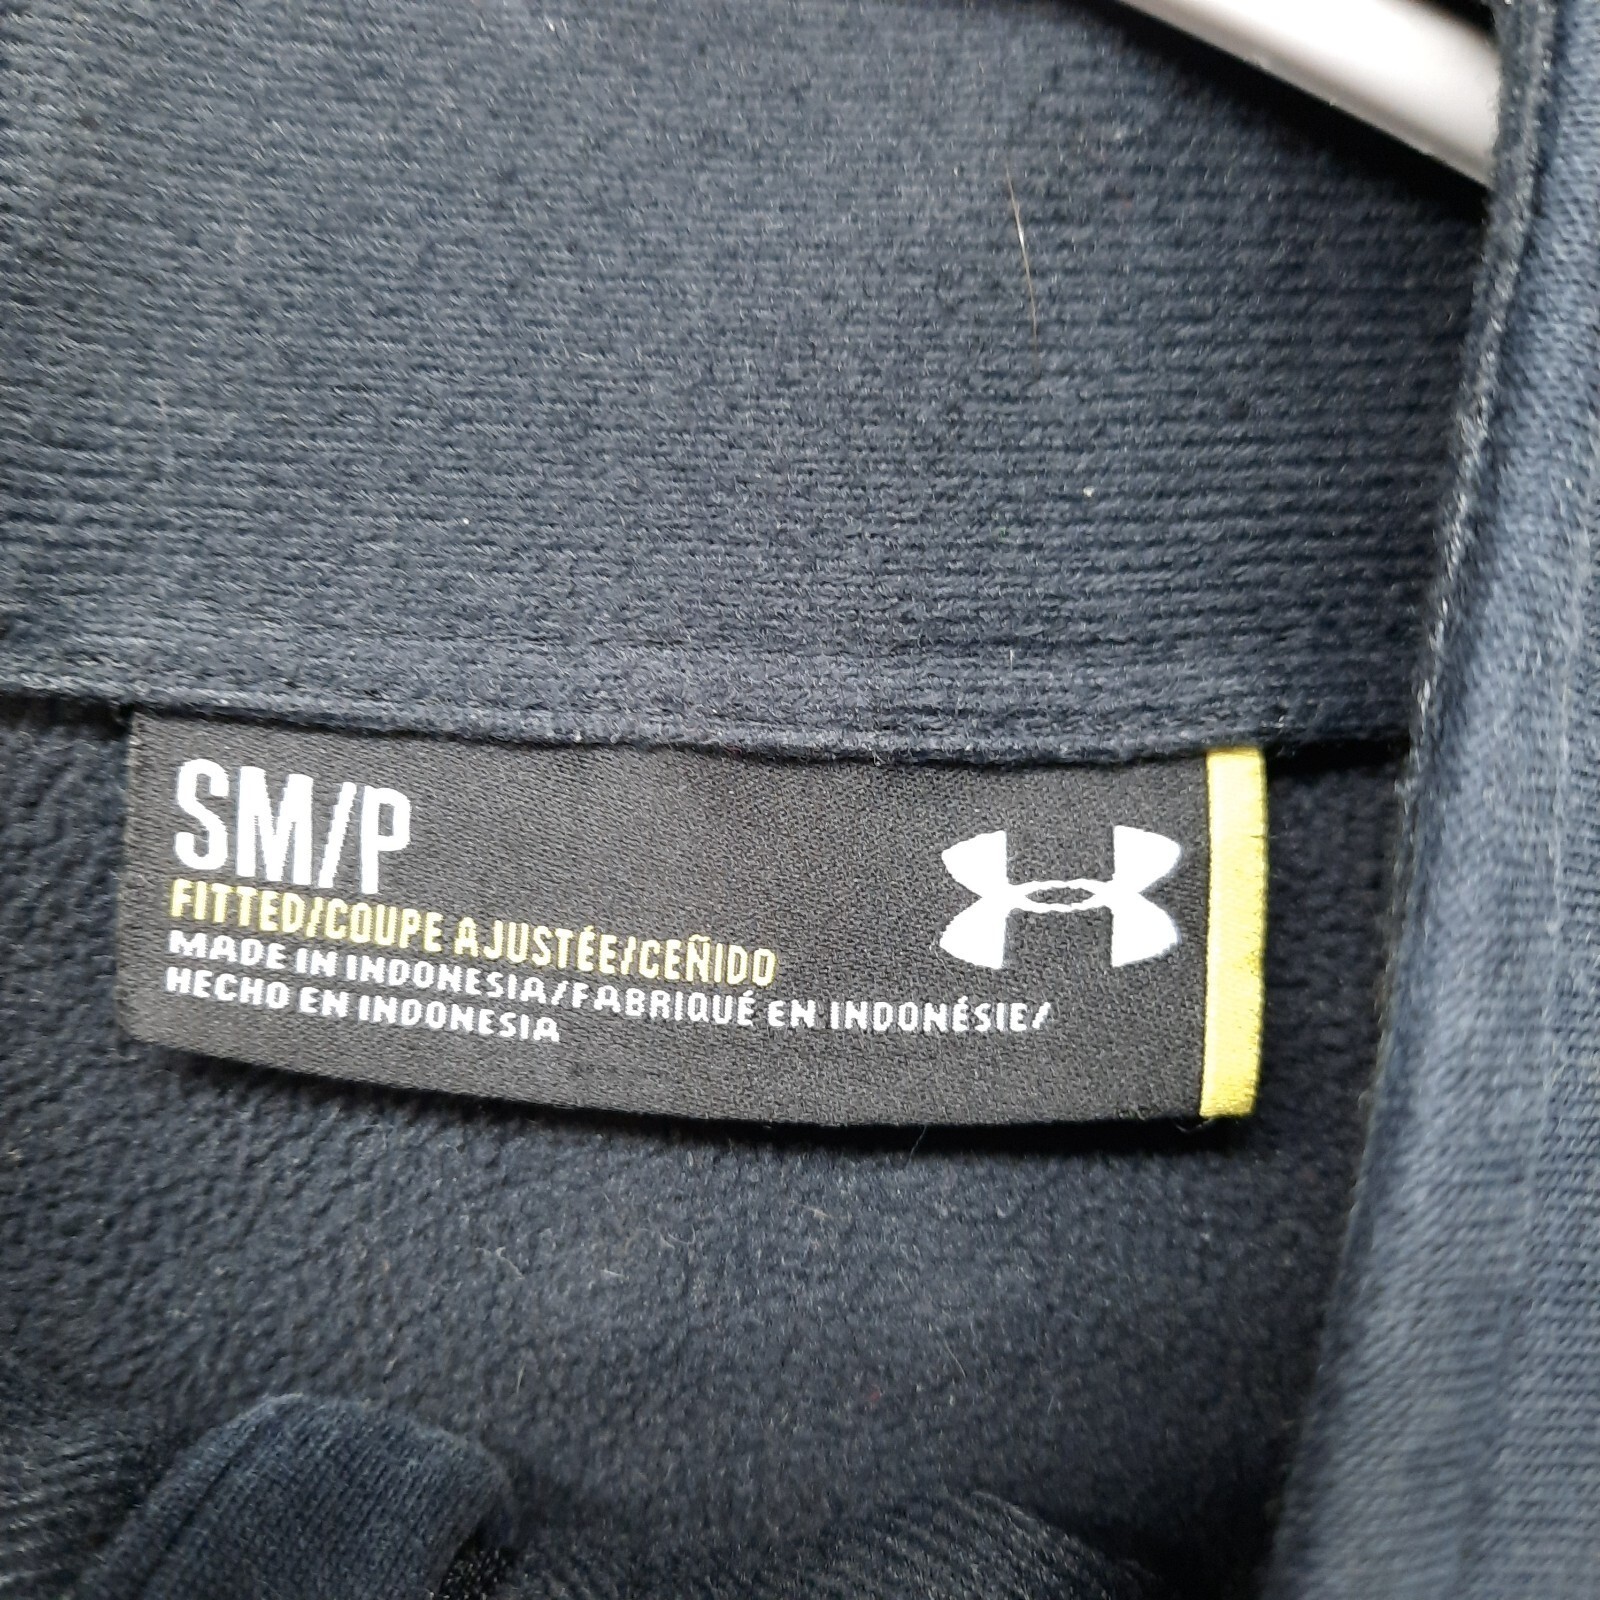 SM/P
FITTED/COUPE AJUSTÉE/CEÑIDO
MADE IN INDONESIA/FABRIQUÉ EN INDONÉSIE/
HECHO EN INDONESIA